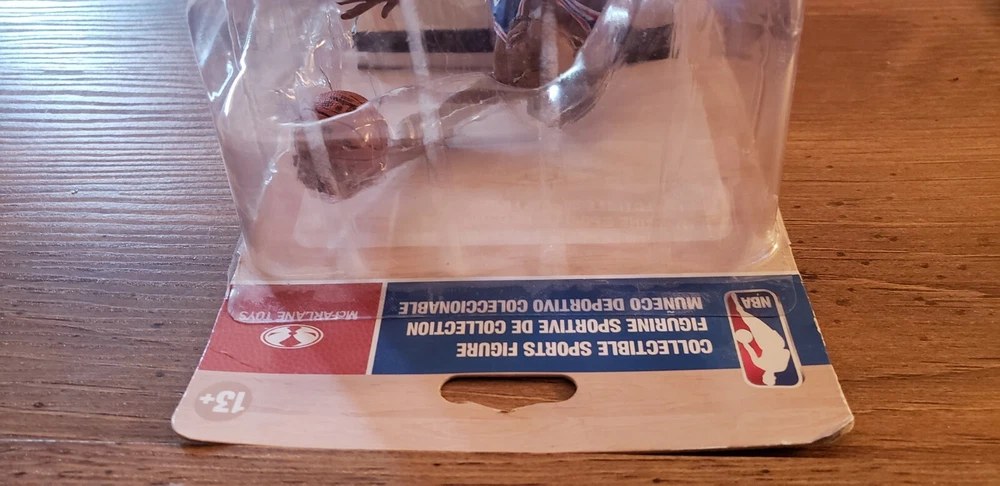 COLLECTIBLE SPORTS FIGURE
FIGURINE SPORTIVE DE COLLECTION
MUÑECO DEPORTIVO COLECCIONABLE
NBA
McFARLANE TOYS
13+